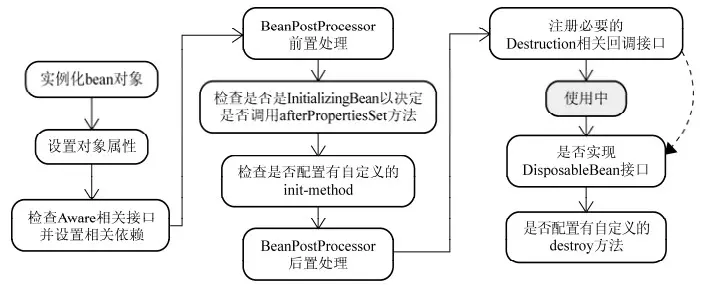 实例化bean对象
设置对象属性
检查Aware相关接口
并设置相关依赖
BeanPostProcessor
前置处理
检查是否是InitializingBean以决定
是否调用afterPropertiesSet方法
检查是否配置有自定义的
init-method
BeanPostProcessor
后置处理
注册必要的
Destruction相关回调接口
使用中
是否实现
DisposableBean接口
是否配置有自定义的
destroy方法